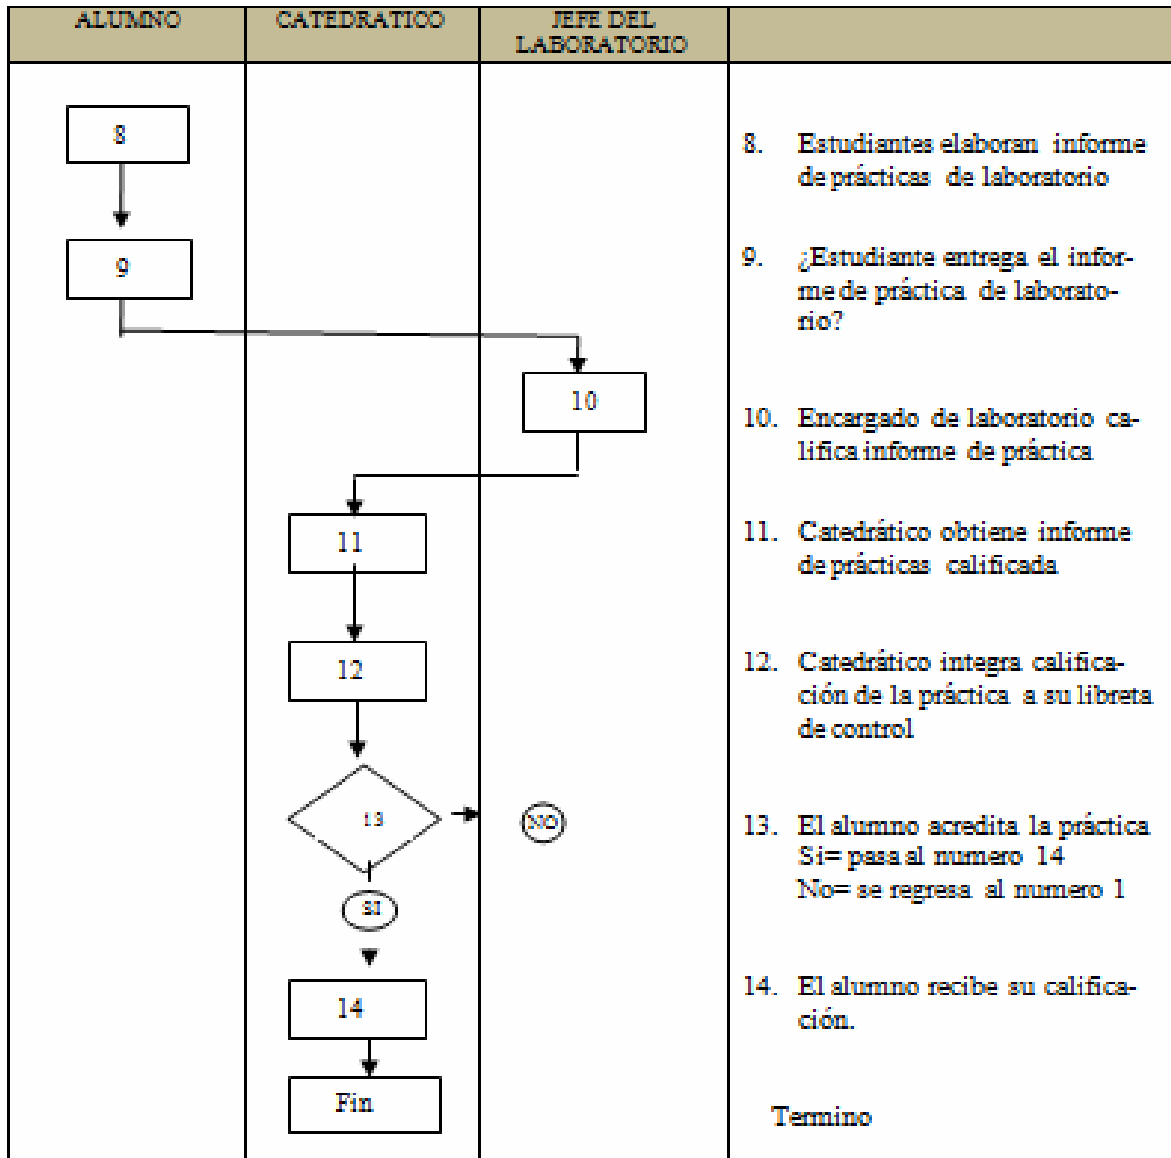 ALUMNO
CATEDRATICO
JEFE DEL
LABORATORIO
8
8. Estudiantes elaboran informe
de prácticas de laboratorio
9
9. ¿Estudiante entrega el infor-
me de práctica de laborato-
rio?
10
10. Encargado de laboratorio ca-
lifica informe de práctica
11
11. Catedrático obtiene informe
de prácticas calificada
12
12. Catedrático integra califica-
ción de la práctica a su libreta
de control
13
NO
13. El alumno acredita la práctica
Si= pasa al numero 14
No= se regresa al numero 1
SI
14
14. El alumno recibe su califica-
ción.
Fin
Termino